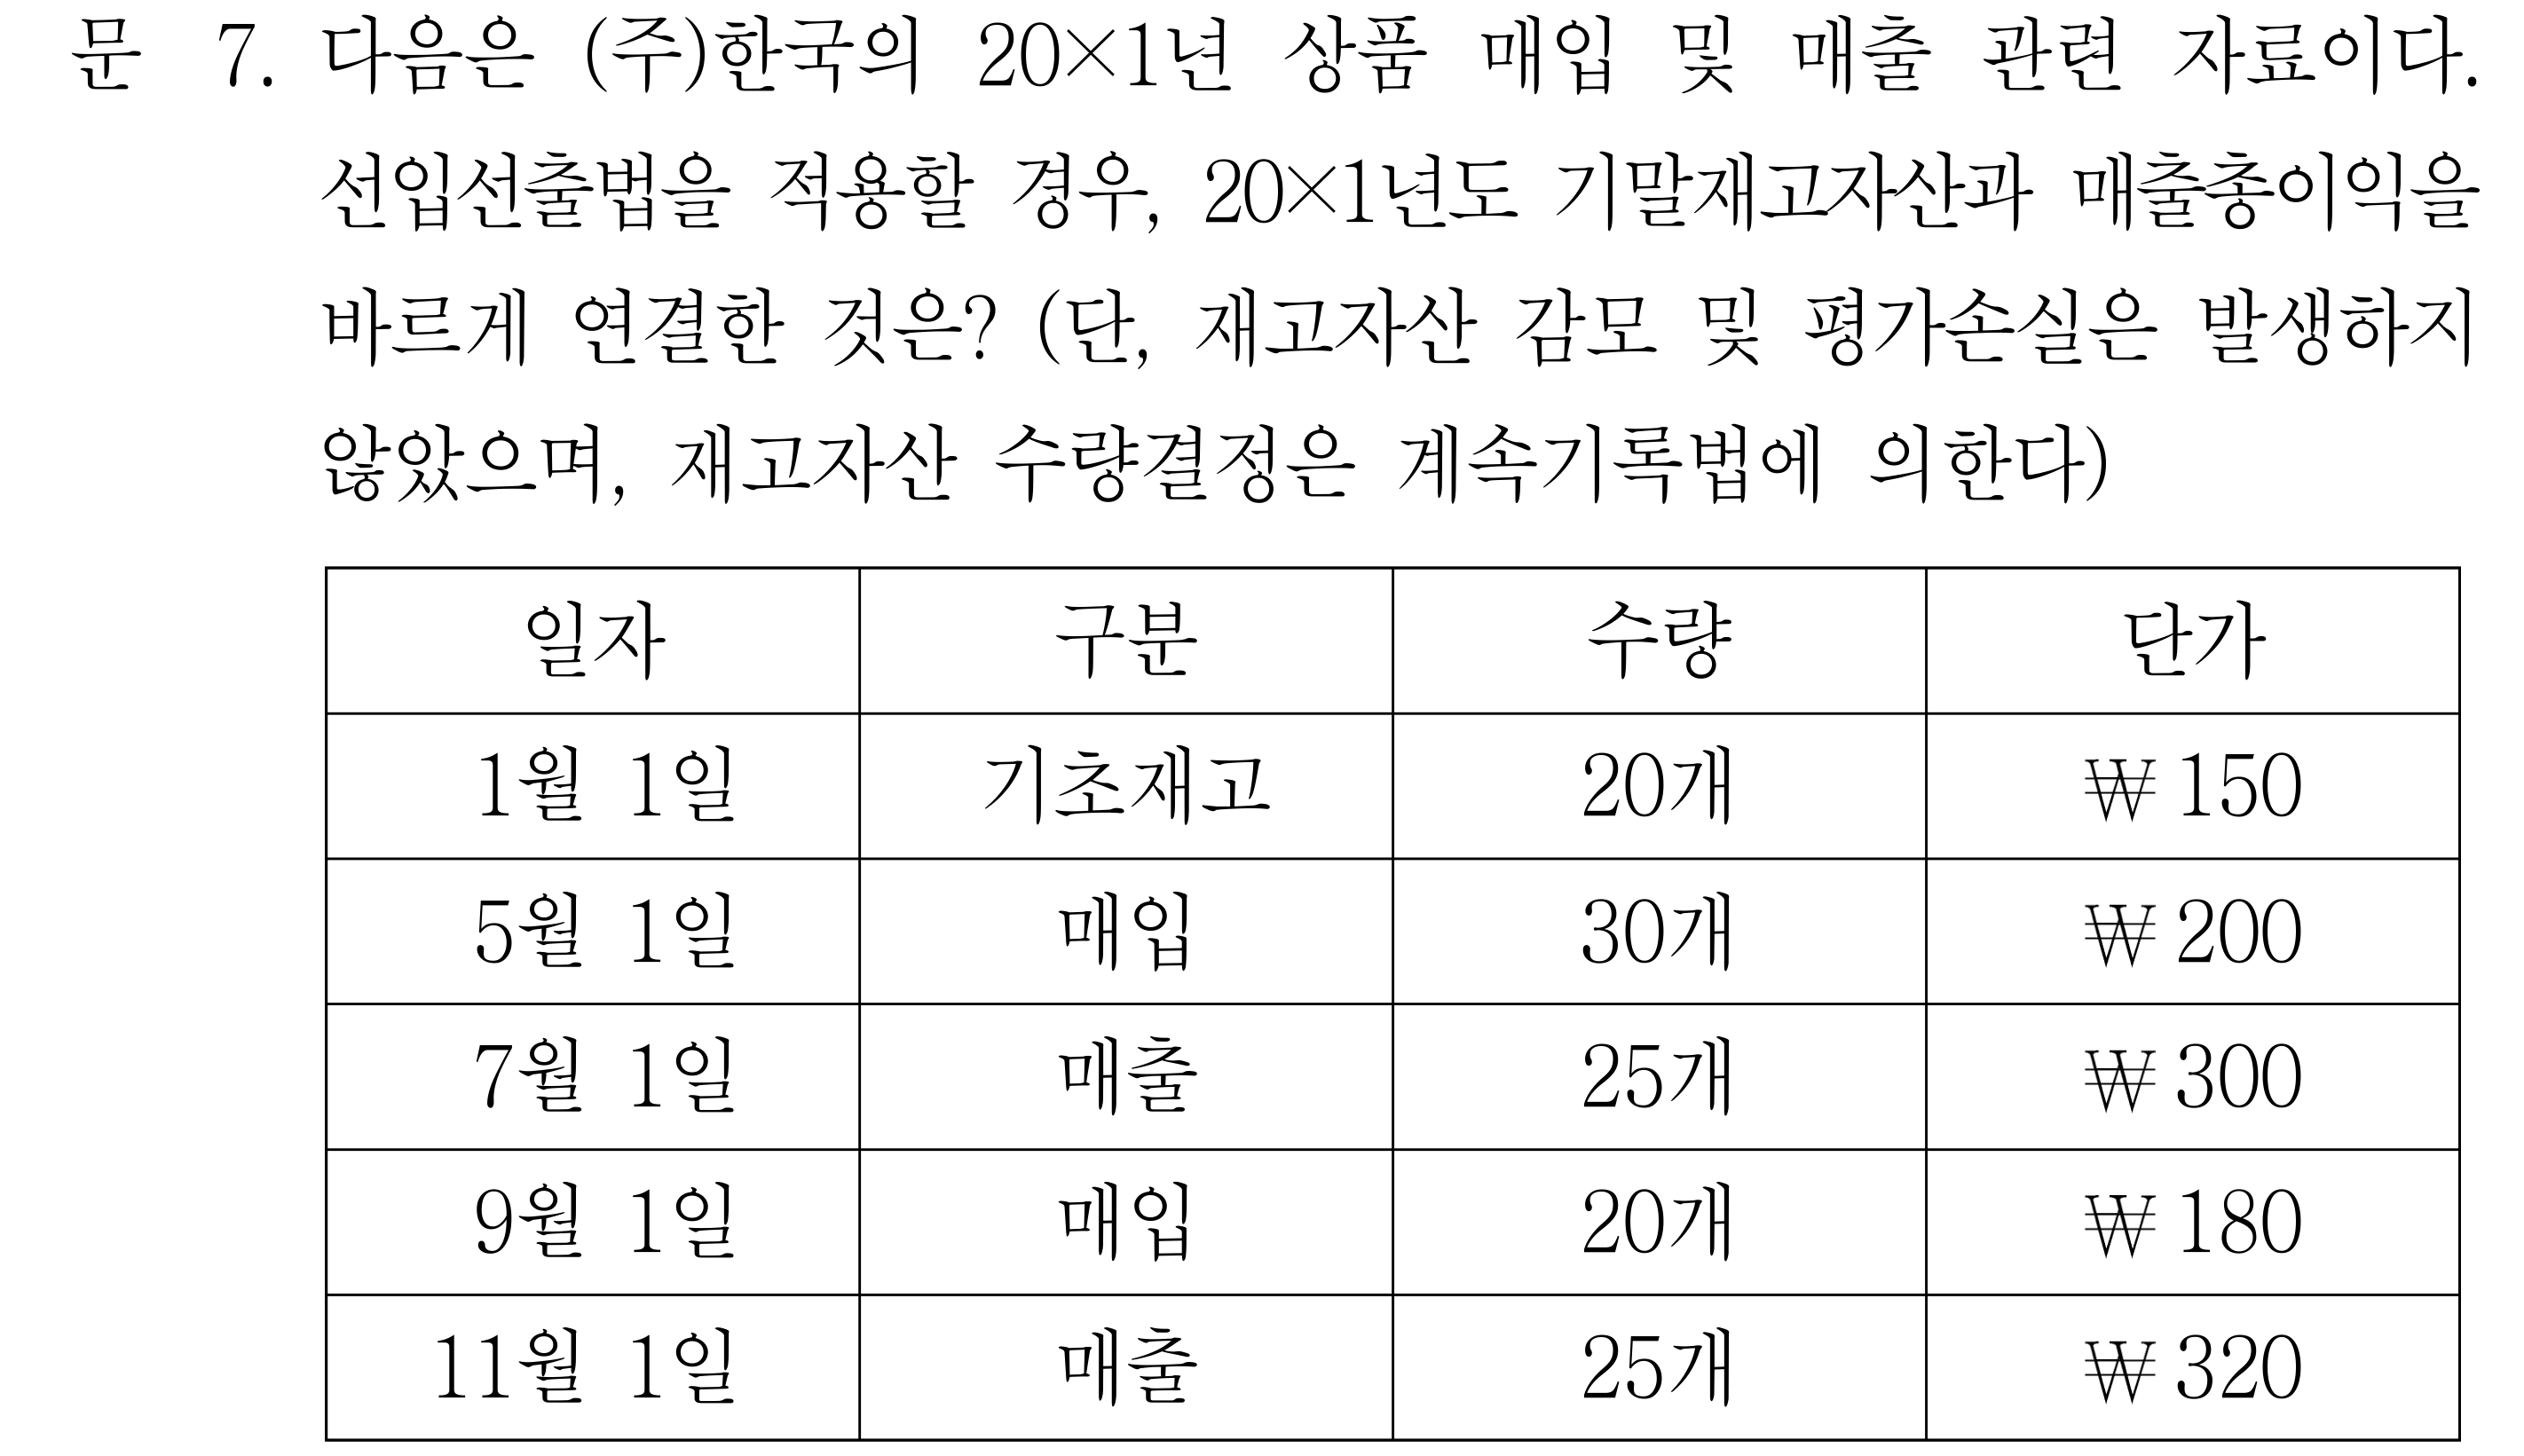 문 7. 다음은 (주)한국의 20×1년 상품 매입 및 매출 관련 자료이다.
선입선출법을 적용할 경우, 20×1년도 기말재고자산과 매출총이익을
바르게 연결한 것은? (단, 재고자산 감모 및 평가손실은 발생하지
않았으며, 재고자산 수량결정은 계속기록법에 의한다)
일자 구분 수량 단가
1월 1일 기초재고 20개 ₩150
5월 1일 매입 30개 ₩200
7월 1일 매출 25개 ₩300
9월 1일 매입 20개 ₩180
11월 1일 매출 25개 ₩320